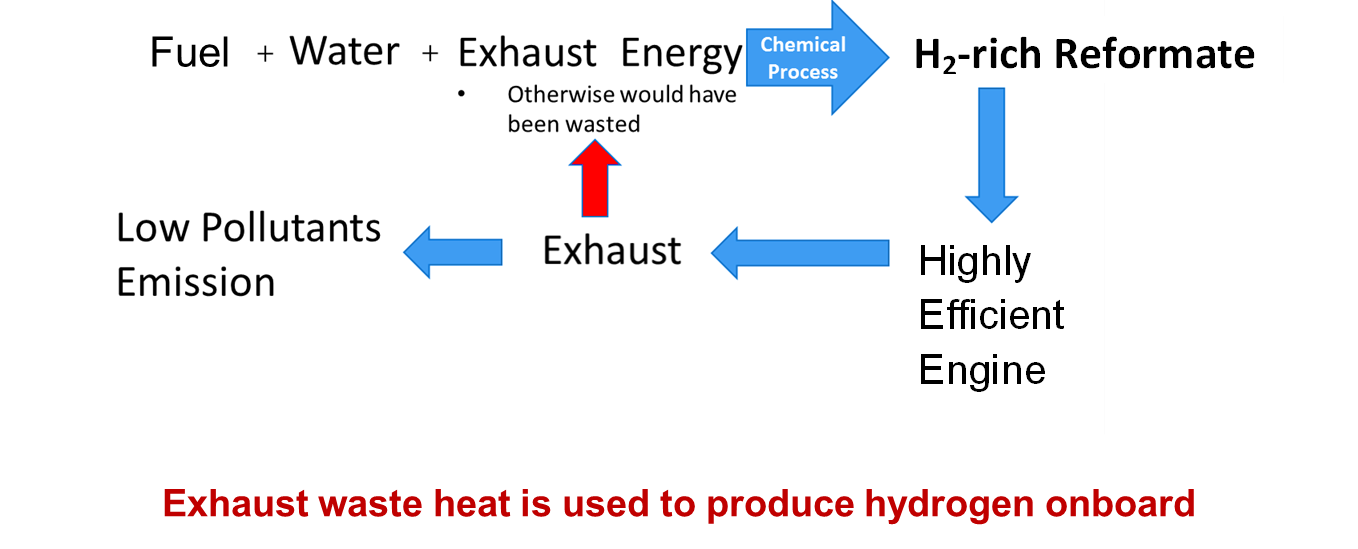 Fuel + Water + Exhaust Energy
Chemical
Process
H₂-rich Reformate
• Otherwise would have
been wasted
Low Pollutants
Emission
Exhaust
Highly
Efficient
Engine
Exhaust waste heat is used to produce hydrogen onboard